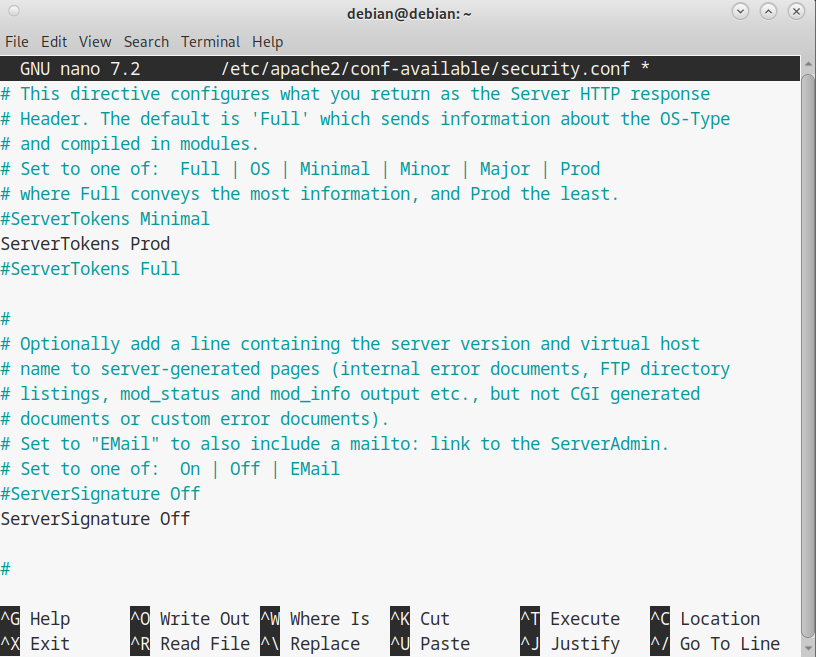 debian@debian: ~
File Edit View Search Terminal Help
GNU nano 7.2 /etc/apache2/conf-available/security.conf *
# This directive configures what you return as the Server HTTP response
# Header. The default is 'Full' which sends information about the OS-Type
# and compiled in modules.
# Set to one of:  Full | OS | Minimal | Minor | Major | Prod
# where Full conveys the most information, and Prod the least.
#ServerTokens Minimal
ServerTokens Prod
#ServerTokens Full
#
# Optionally add a line containing the server version and virtual host
# name to server-generated pages (internal error documents, FTP directory
# listings, mod_status and mod_info output etc., but not CGI generated
# documents or custom error documents).
# Set to "EMail" to also include a mailto: link to the ServerAdmin.
# Set to one of:  On | Off | EMail
#ServerSignature Off
ServerSignature Off
#
^G Help ^O Write Out ^W Where Is ^K Cut ^T Execute ^C Location
^X Exit ^R Read File ^\ Replace ^U Paste ^J Justify ^/ Go To Line